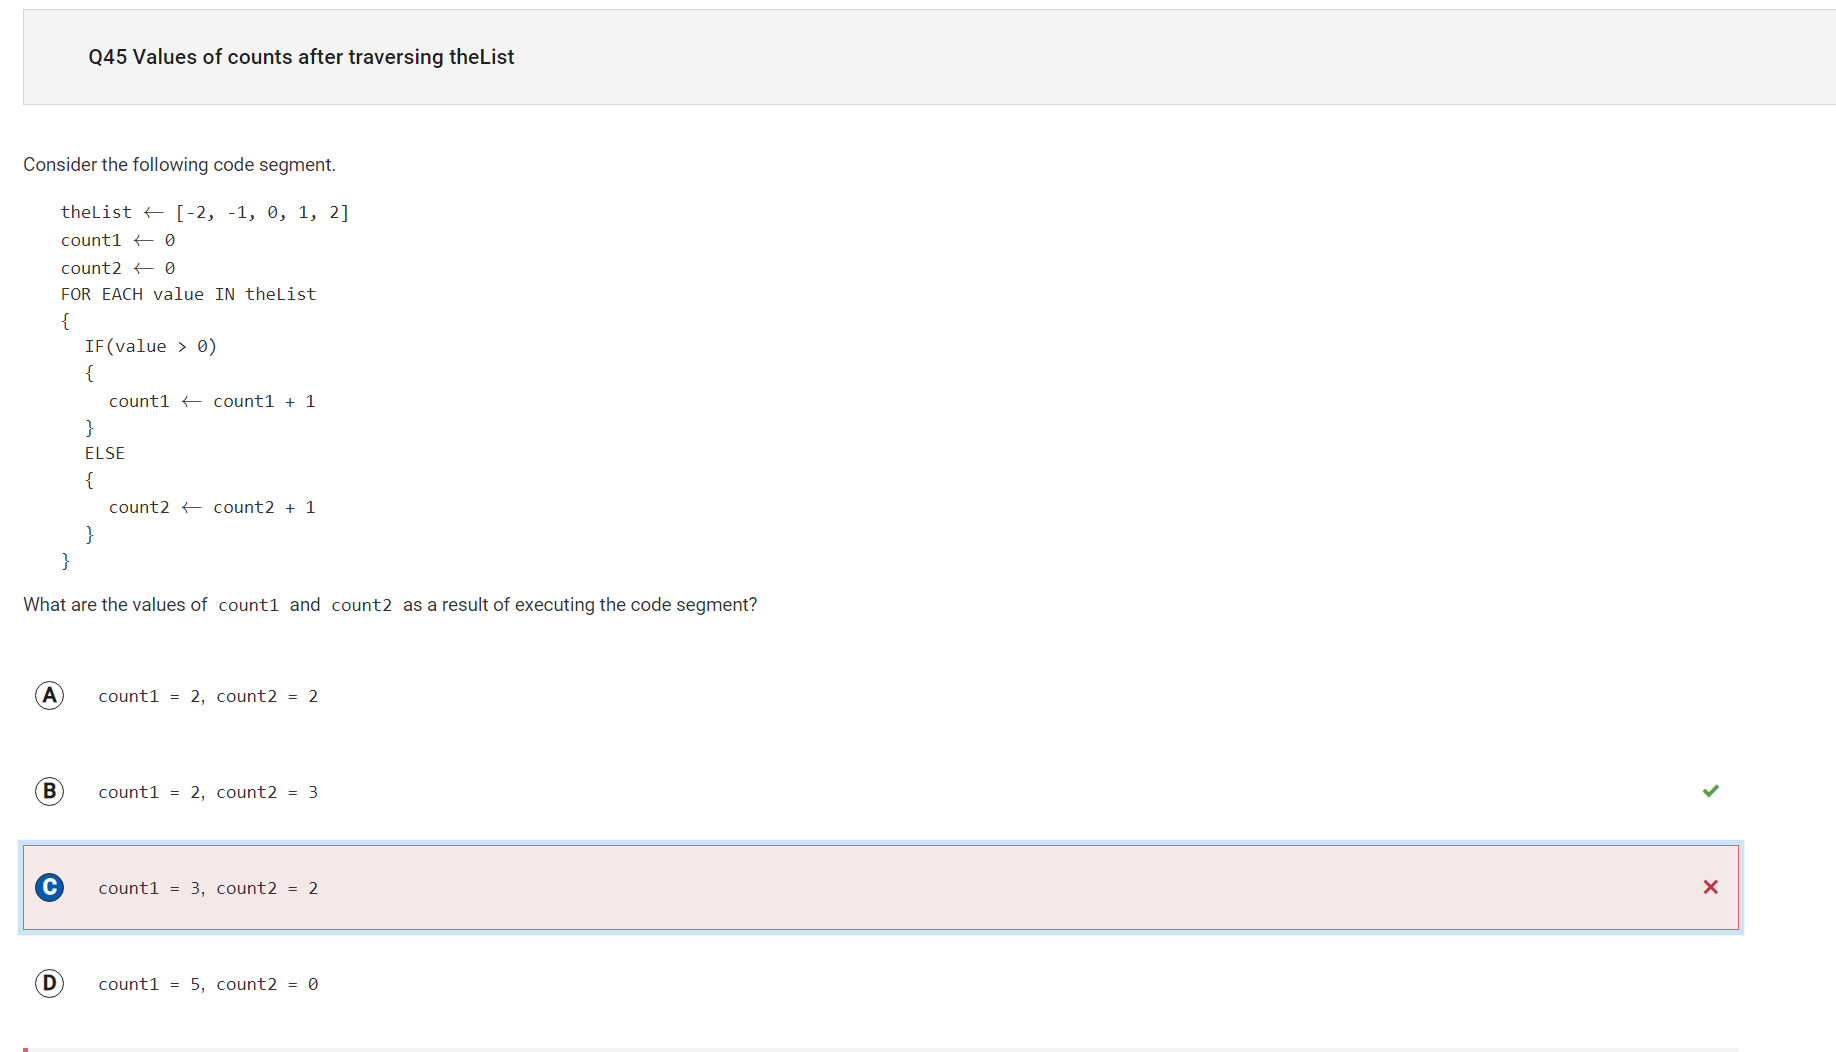 Q45 Values of counts after traversing theList
Consider the following code segment.
theList ← [-2, -1, 0, 1, 2]
count1 ← 0
count2 ← 0
FOR EACH value IN theList
{
IF(value > 0)
{
count1 ← count1 + 1
}
ELSE
{
count2 ← count2 + 1
}
}
What are the values of count1 and count2 as a result of executing the code segment?
A count1 = 2, count2 = 2
B count1 = 2, count2 = 3
C count1 = 3, count2 = 2
D count1 = 5, count2 = 0